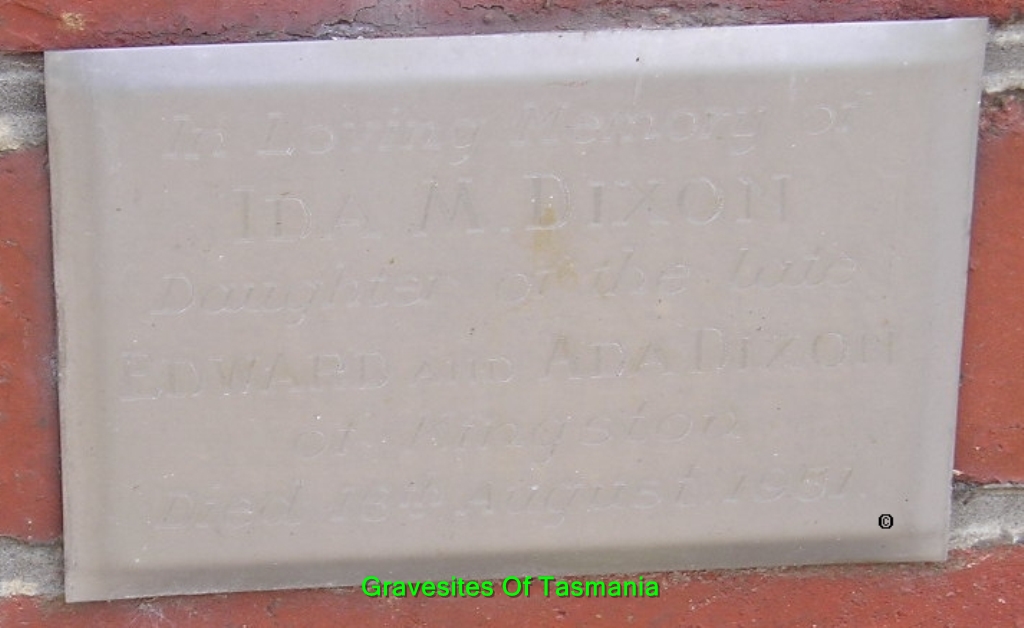 In Loving Memory of
IDA M. DIXON
Daughter of the late
EDWARD AND ADA DIXON
of Kingston
Died 18th August 1951.
©
Gravesites Of Tasmania